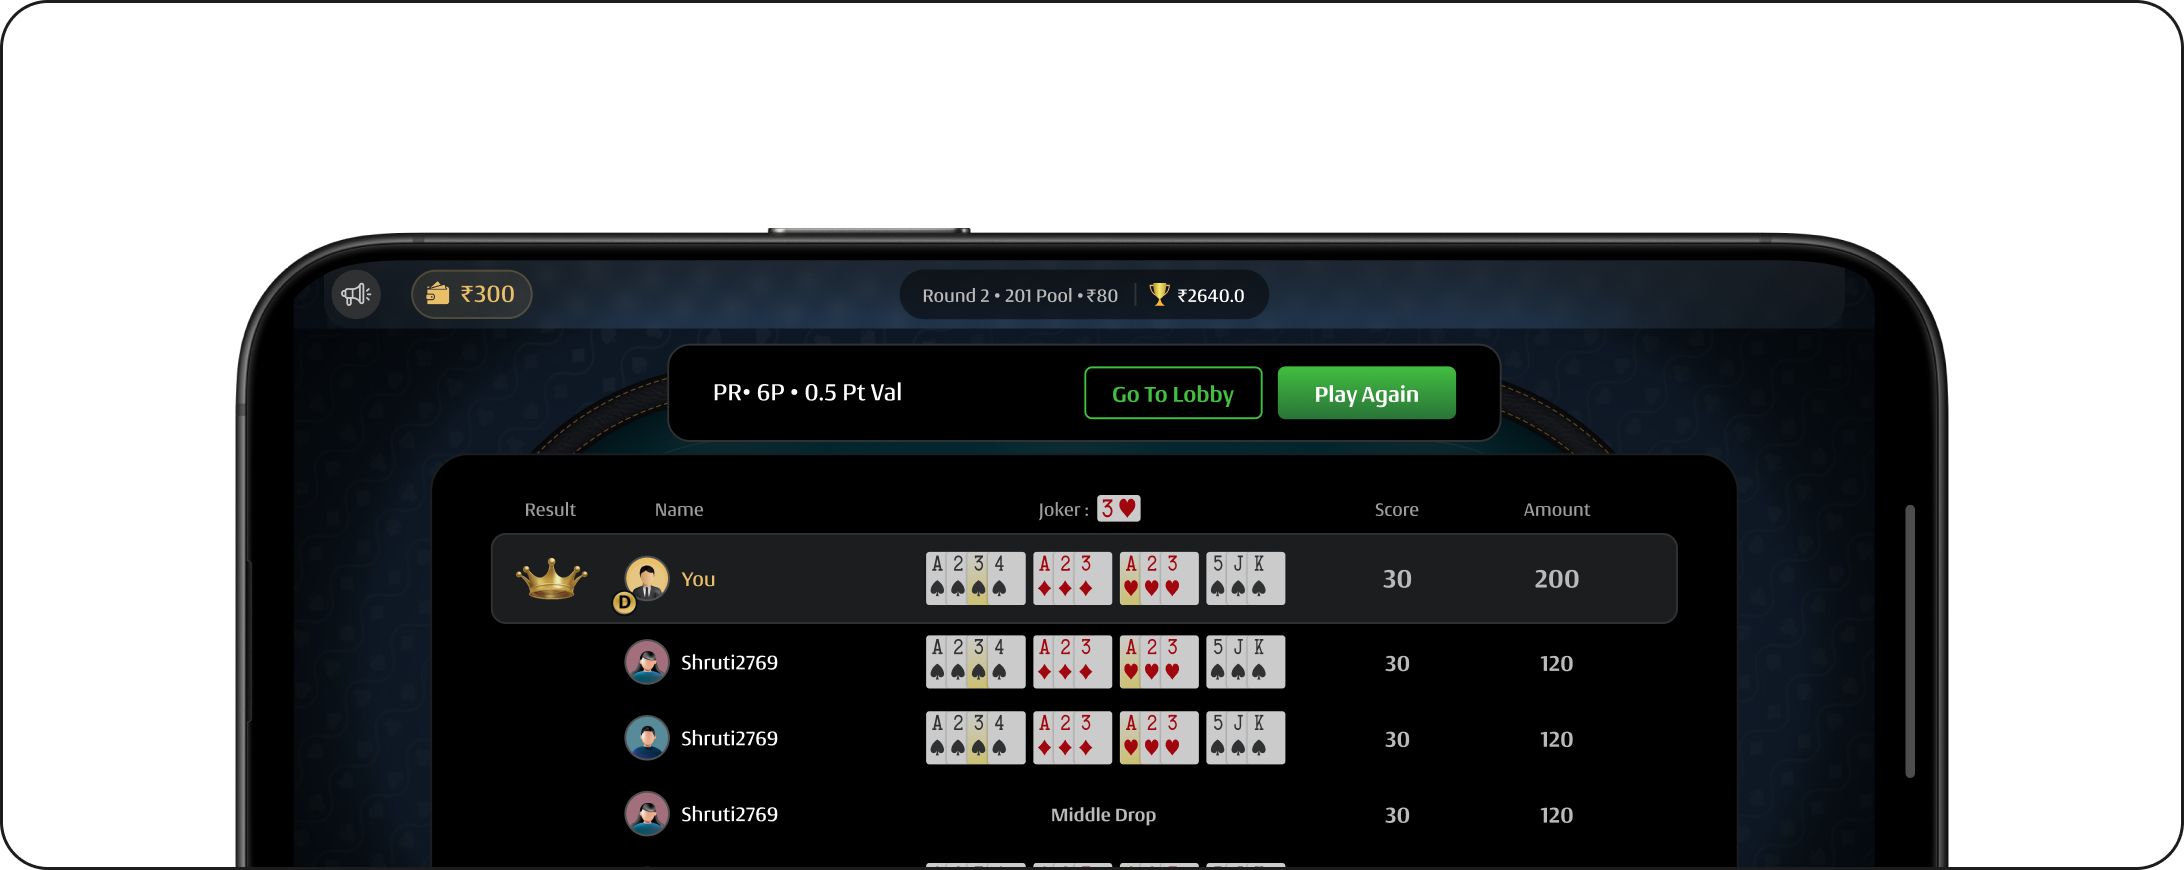 ₹300
Round 2 • 201 Pool • ₹80 ₹2640.0
PR• 6P • 0.5 Pt Val Go To Lobby Play Again
Result Name Joker : 3 Score Amount
D You A 2 3 4 A 2 3 A 2 3 5 J K 30 200
Shruti2769 A 2 3 4 A 2 3 A 2 3 5 J K 30 120
Shruti2769 A 2 3 4 A 2 3 A 2 3 5 J K 30 120
Shruti2769 Middle Drop 30 120